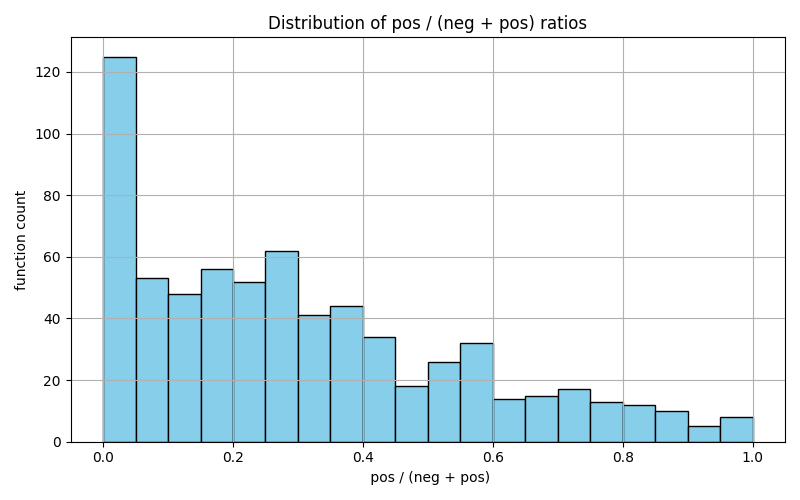 Distribution of pos / (neg + pos) ratios
120
100
80
60
40
20
0
function count
0.0 0.2 0.4 0.6 0.8 1.0
pos / (neg + pos)